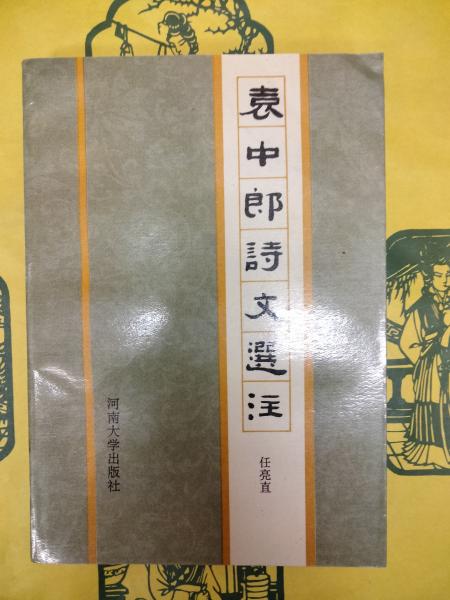 袁中郎詩文選注
任亮直
河南大学出版社